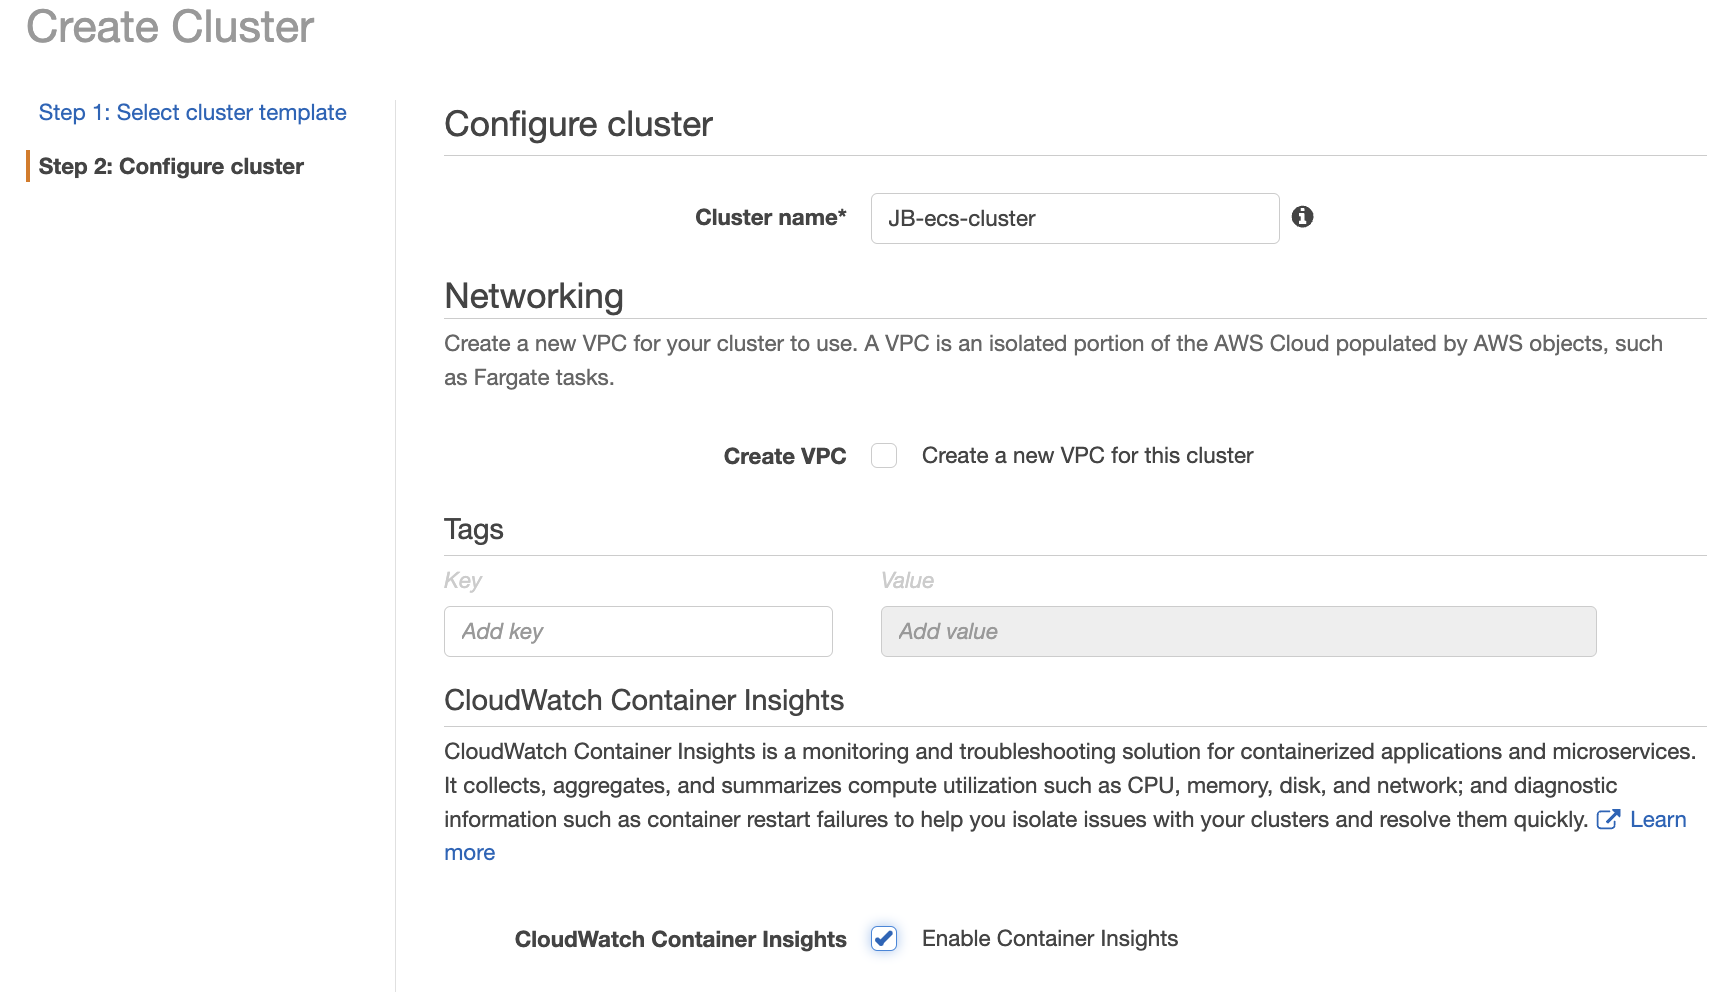 Create Cluster
Step 1: Select cluster template
Step 2: Configure cluster
Configure cluster
Cluster name*
JB-ecs-cluster
Networking
Create a new VPC for your cluster to use. A VPC is an isolated portion of the AWS Cloud populated by AWS objects, such
as Fargate tasks.
Create VPC
Create a new VPC for this cluster
Tags
Key
Value
Add key
Add value
CloudWatch Container Insights
CloudWatch Container Insights is a monitoring and troubleshooting solution for containerized applications and microservices.
It collects, aggregates, and summarizes compute utilization such as CPU, memory, disk, and network; and diagnostic
information such as container restart failures to help you isolate issues with your clusters and resolve them quickly. Learn
more
CloudWatch Container Insights
Enable Container Insights